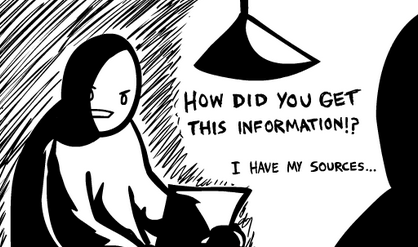 HOW DID YOU GET
THIS INFORMATION!?
I HAVE MY SOURCES...